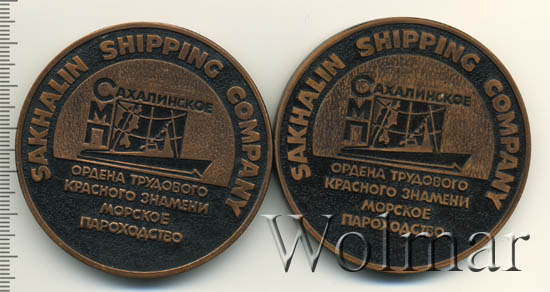 SAKHALIN SHIPPING COMPANY
САХАЛИНСКОЕ
СМП
ОРДЕНА ТРУДОВОГО
КРАСНОГО ЗНАМЕНИ
МОРСКОЕ
ПАРОХОДСТВО
SAKHALIN SHIPPING COMPANY
САХАЛИНСКОЕ
СМП
ОРДЕНА ТРУДОВОГО
КРАСНОГО ЗНАМЕНИ
МОРСКОЕ
ПАРОХОДСТВО
Wolmar